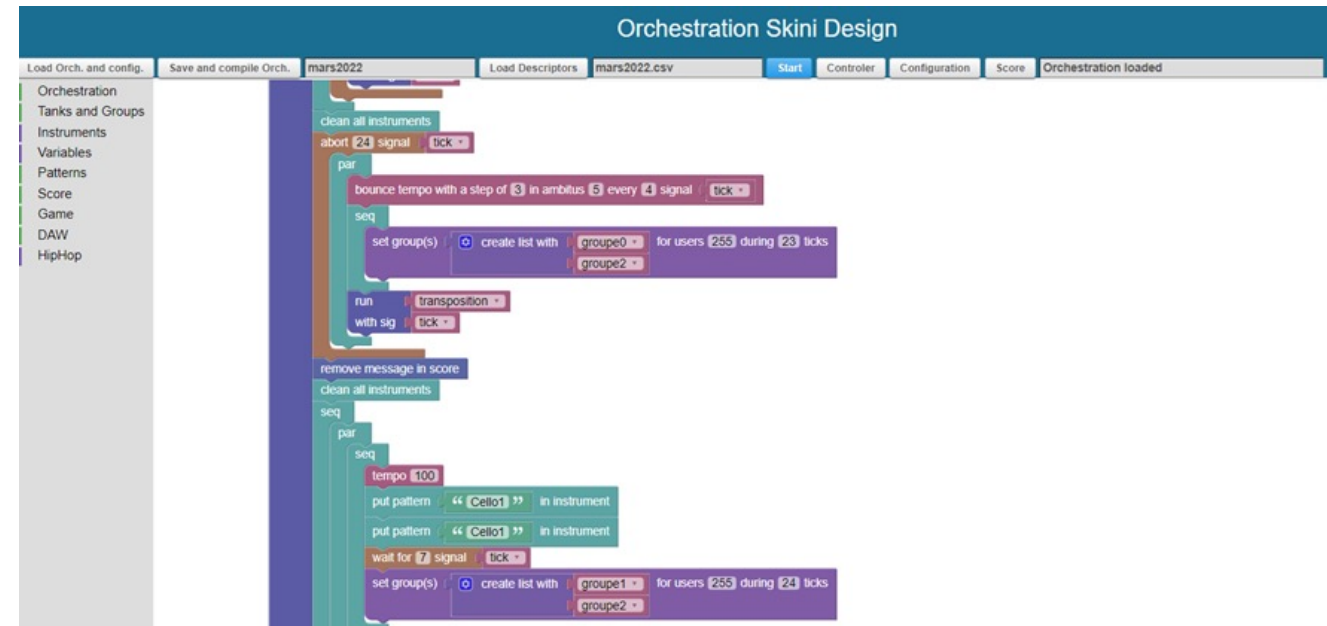 Orchestration Skini Design
Load Orch. and config. Save and compile Orch. mars2022 Load Descriptors mars2022.csv Start Controler Configuration Score Orchestration loaded
Orchestration
Tanks and Groups
Instruments
Variables
Patterns
Score
Game
DAW
HipHop
clean all instruments
abort 24 signal tick
par
bounce tempo with a step of 3 in ambitus 5 every 4 signal tick
seq
set group(s) create list with groupe0 for users 255 during 23 ticks
groupe2
run transposition
with sig tick
remove message in score
clean all instruments
seq
par
seq
tempo 100
put pattern “ Cello1 ” in instrument
put pattern “ Cello1 ” in instrument
wait for 7 signal tick
set group(s) create list with groupe1 for users 255 during 24 ticks
groupe2